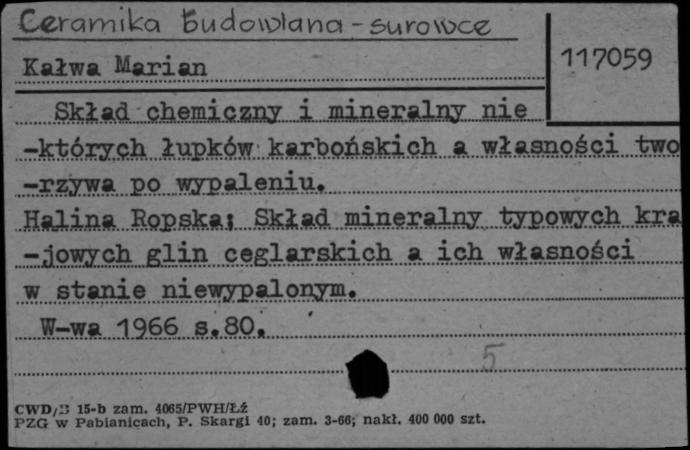 Ceramika budowlana - surowce
117059
Kałwa Marian
Skład chemiczny i mineralny nie
-których łupków karbońskich a własności two
-rzywa po wypaleniu.
Halina Ropska; Skład mineralny typowych kra
-jowych glin ceglarskich a ich własności
w stanie niewypalonym.
W-wa 1966 s.80.
5
CWD/B 15-b zam. 4065/PWH/Łź
PZG w Pabianicach, P. Skargi 40; zam. 3-66; nakł. 400 000 szt.